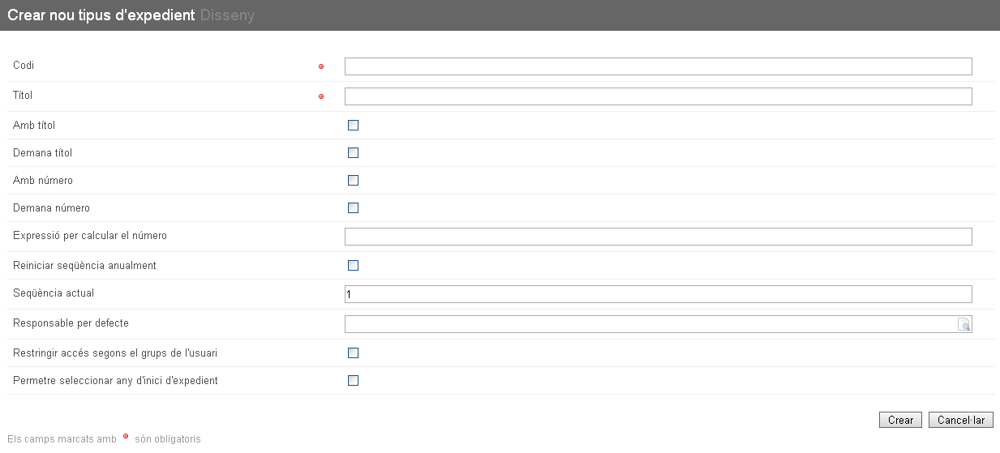 Crear nou tipus d'expedient Disseny
Codi
Títol
Amb títol
Demana títol
Amb número
Demana número
Expressió per calcular el número
Reiniciar seqüència anualment
Seqüència actual 1
Responsable per defecte
Restringir accés segons el grups de l'usuari
Permetre seleccionar any d'inici d'expedient
Crear Cancel·lar
Els camps marcats amb són obligatoris